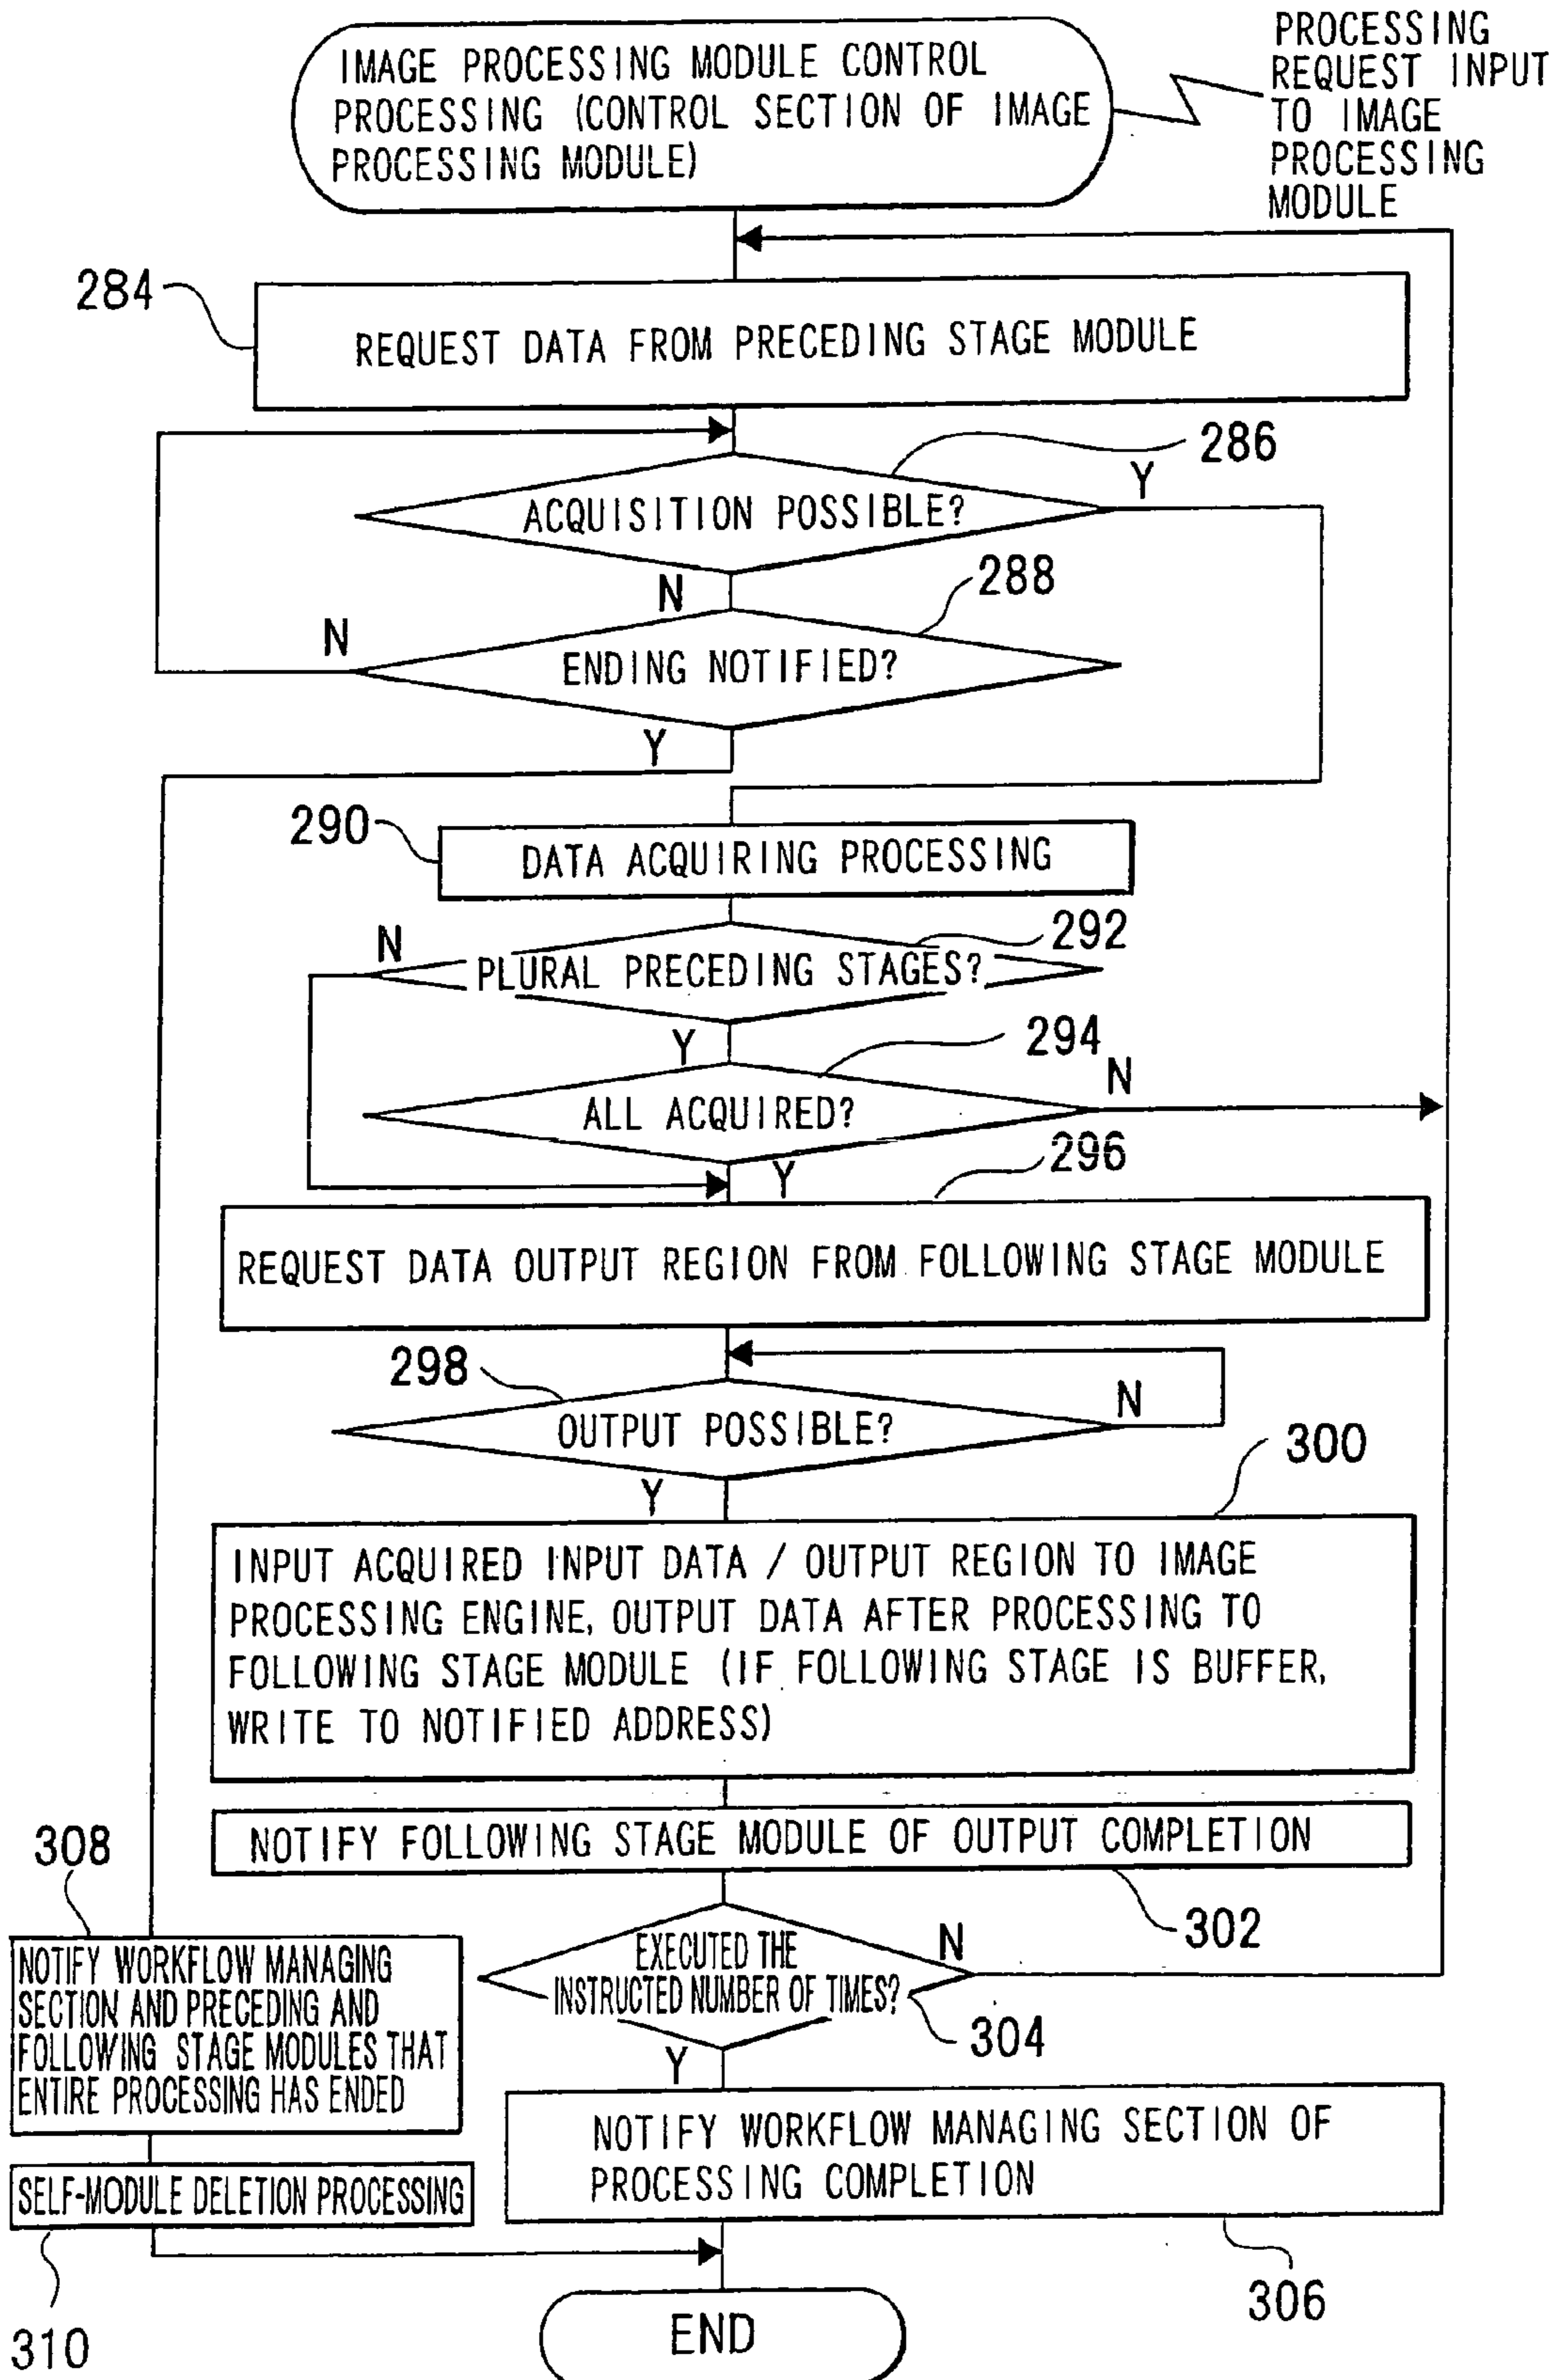 IMAGE PROCESSING MODULE CONTROL
PROCESSING (CONTROL SECTION OF IMAGE
PROCESSING MODULE)
PROCESSING
REQUEST INPUT
TO IMAGE
PROCESSING
MODULE
284
REQUEST DATA FROM PRECEDING STAGE MODULE
286
Y
ACQUISITION POSSIBLE?
N
288
N
ENDING NOTIFIED?
Y
290
DATA ACQUIRING PROCESSING
292
N
PLURAL PRECEDING STAGES?
Y
294
N
ALL ACQUIRED?
Y
296
REQUEST DATA OUTPUT REGION FROM FOLLOWING STAGE MODULE
298
N
OUTPUT POSSIBLE?
Y
300
INPUT ACQUIRED INPUT DATA / OUTPUT REGION TO IMAGE
PROCESSING ENGINE, OUTPUT DATA AFTER PROCESSING TO
FOLLOWING STAGE MODULE (IF FOLLOWING STAGE IS BUFFER,
WRITE TO NOTIFIED ADDRESS)
NOTIFY FOLLOWING STAGE MODULE OF OUTPUT COMPLETION
302
308
NOTIFY WORKFLOW MANAGING
SECTION AND PRECEDING AND
FOLLOWING STAGE MODULES THAT
ENTIRE PROCESSING HAS ENDED
EXECUTED THE
INSTRUCTED NUMBER OF TIMES?
N
304
Y
NOTIFY WORKFLOW MANAGING SECTION OF
PROCESSING COMPLETION
306
SELF-MODULE DELETION PROCESSING
310
END